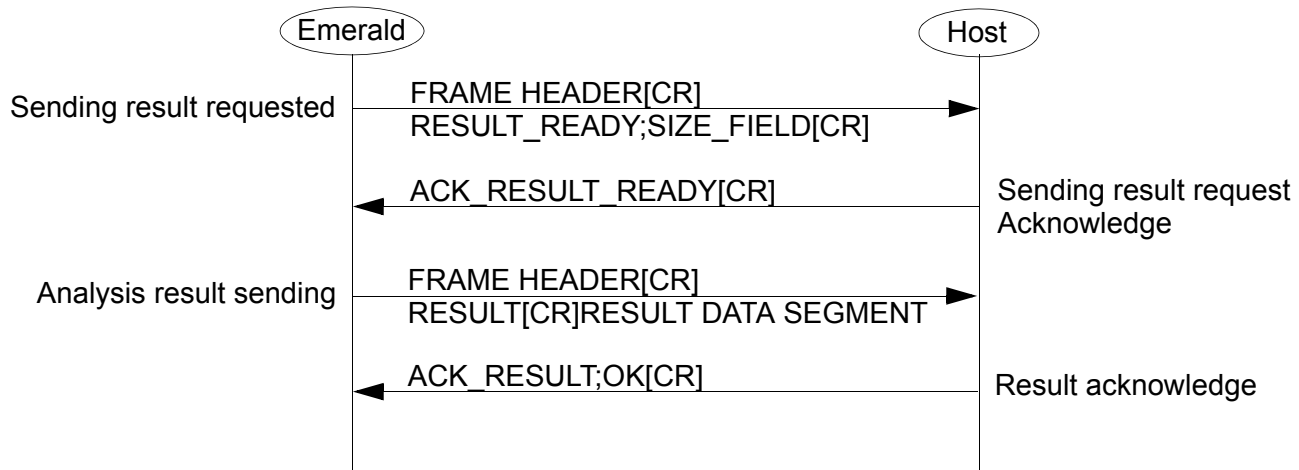 Emerald
Host
Sending result requested
FRAME HEADER[CR]
RESULT_READY;SIZE_FIELD[CR]
ACK_RESULT_READY[CR]
Sending result request
Acknowledge
Analysis result sending
FRAME HEADER[CR]
RESULT[CR]RESULT DATA SEGMENT
ACK_RESULT;OK[CR]
Result acknowledge